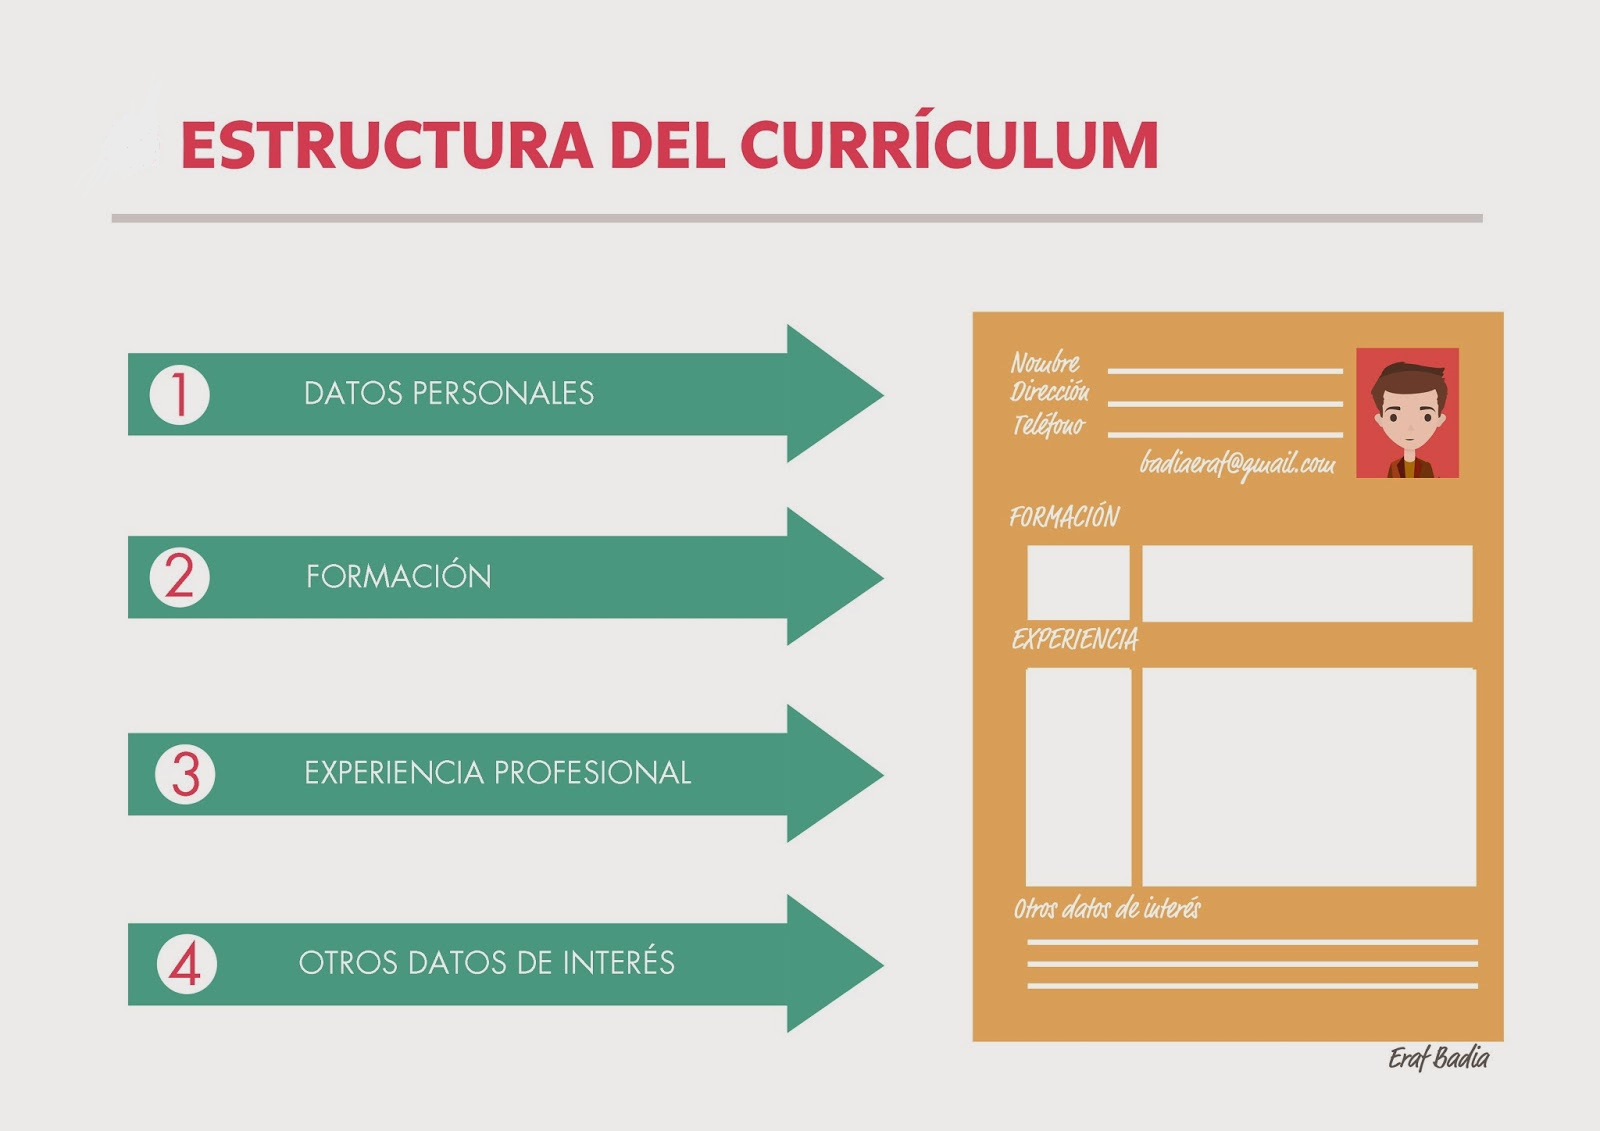 ESTRUCTURA DEL CURRÍCULUM
1 DATOS PERSONALES
2 FORMACIÓN
3 EXPERIENCIA PROFESIONAL
4 OTROS DATOS DE INTERÉS
Nombre
Dirección
Teléfono
badiaeraf@gmail.com
FORMACIÓN
EXPERIENCIA
Otros datos de interés
Eraf Badia